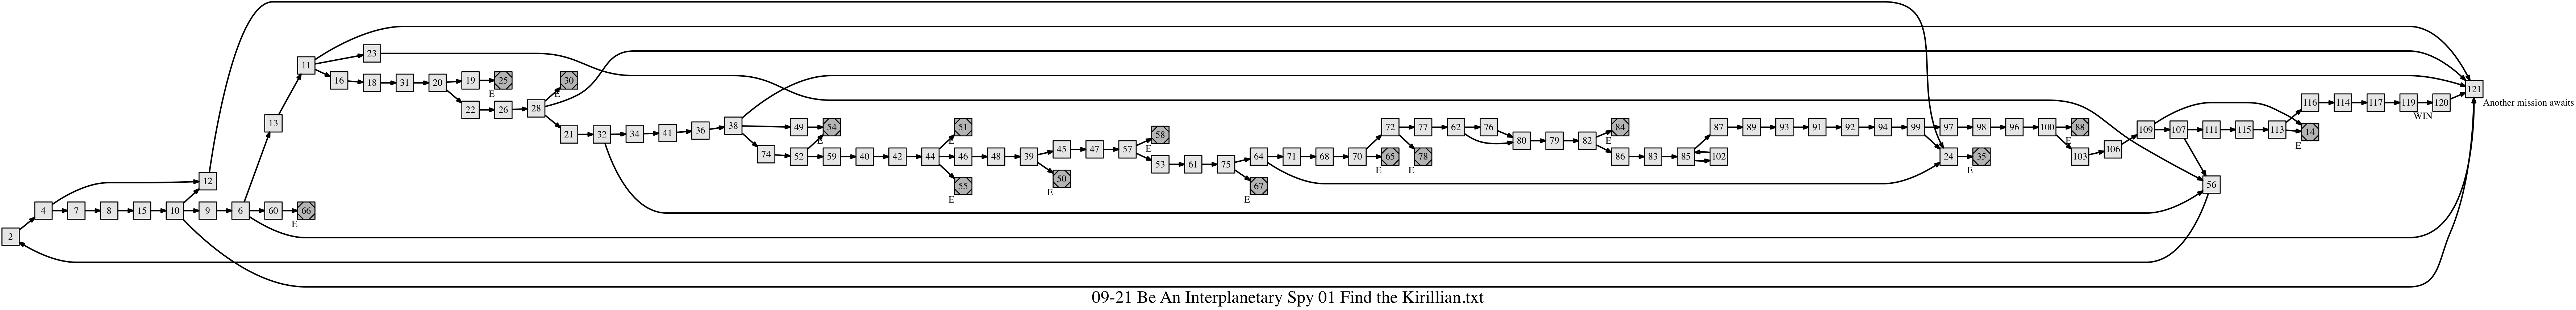 23
11
16 18 31 20 19 25 E
30 E
121 Another mission awaits
22 26 28
116 114 117 119 120
WIN
13
21 32 34 41 36 38 49 54 E
51 E
58 E
72 77 62 76
84 E
87 89 93 91 92 94 99 97 98 96 100 88 E
109 107 111 115 113 14 E
80 79 82
74 52 59 40 42 44 46 48 39 45 47 57
103 106
53 61 75 64 71 68 70 65 E 78 E
86 83 85 102
24 35 E
50 E
55 E
67 E
12
56
4 7 8 15 10 9 6 60 66 E
2
09-21 Be An Interplanetary Spy 01 Find the Kirillian.txt